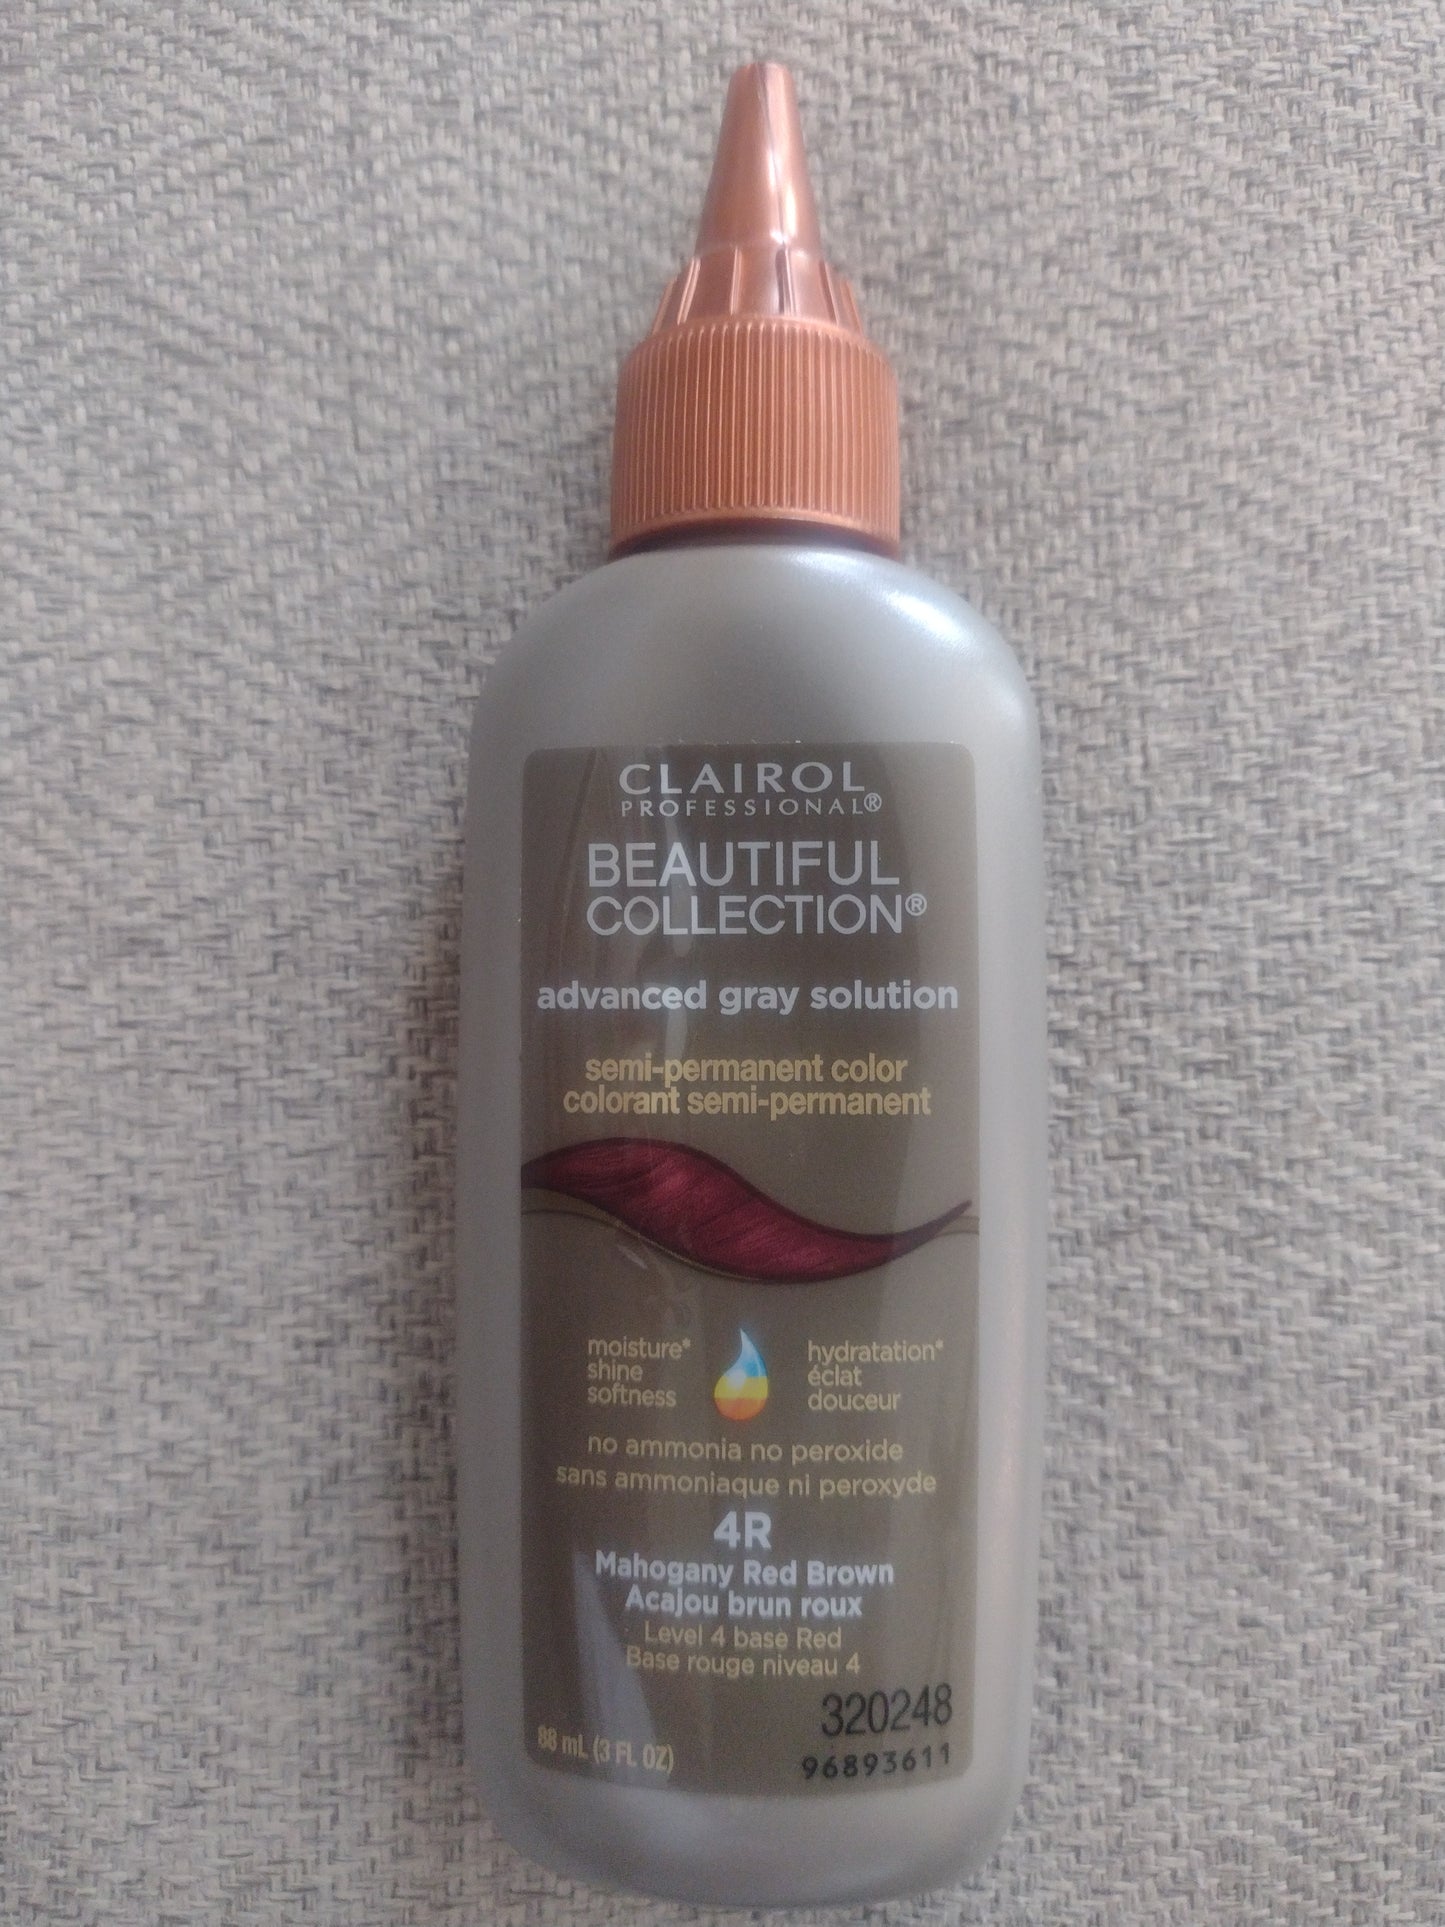 CLAIROL
PROFESSIONAL®
BEAUTIFUL
COLLECTION®
advanced gray solution
semi-permanent color
colorant semi-permanent
moisture*
shine
softness
hydratation*
éclat
douceur
no ammonia no peroxide
sans ammoniaque ni peroxyde
4R
Mahogany Red Brown
Acajou brun roux
Level 4 base Red
Base rouge niveau 4
320248
88 mL (3 FL OZ)
96893611